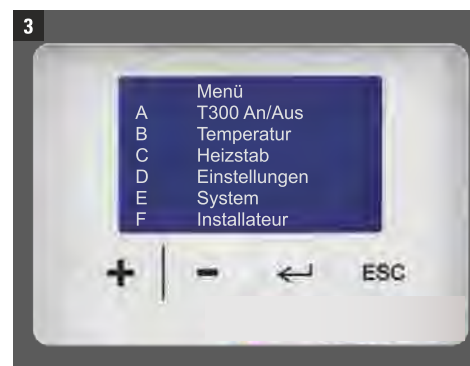 3
Menü
A T300 An/Aus
B Temperatur
C Heizstab
D Einstellungen
E System
F Installateur
+ - ESC